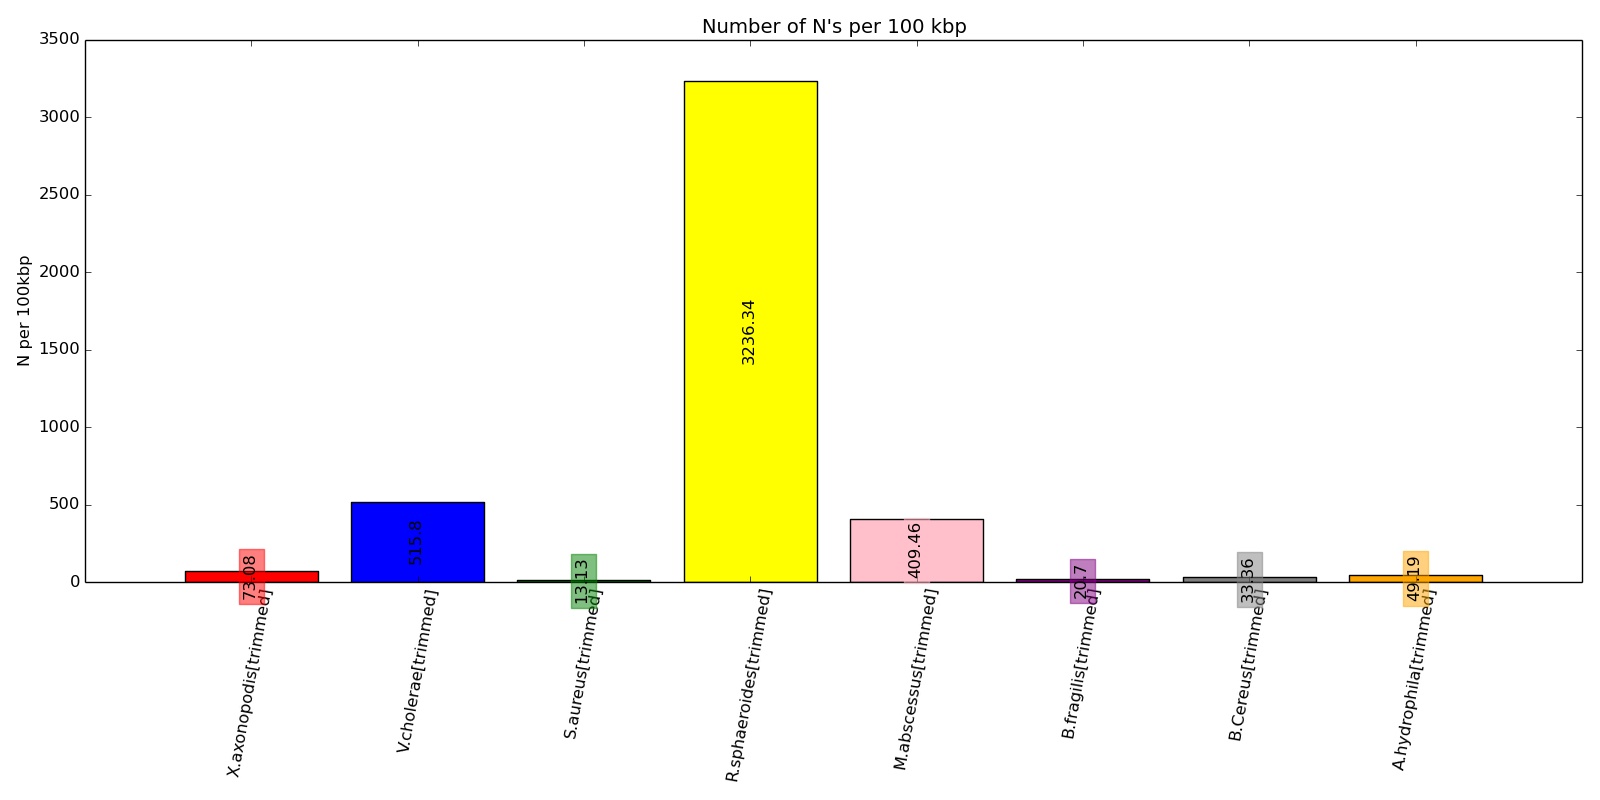 Number of N's per 100 kbp
N per 100kbp
3500
3000
2500
2000
1500
1000
500
0
73.08
515.8
13.13
3236.34
409.46
20.7
33.36
49.19
X.axonopodis[trimmed]
V.cholerae[trimmed]
S.aureus[trimmed]
R.sphaeroides[trimmed]
M.abscessus[trimmed]
B.fragilis[trimmed]
B.Cereus[trimmed]
A.hydrophila[trimmed]